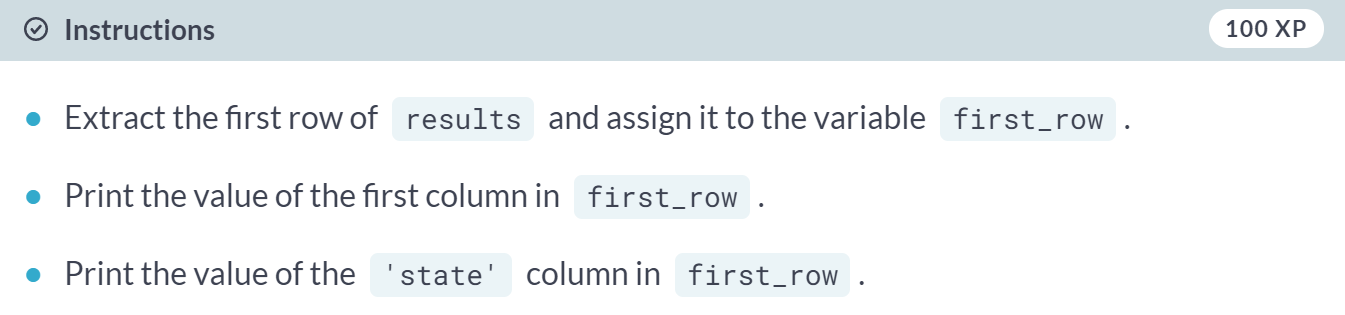 Instructions
100 XP
Extract the first row of results and assign it to the variable first_row .
Print the value of the first column in first_row .
Print the value of the 'state' column in first_row .